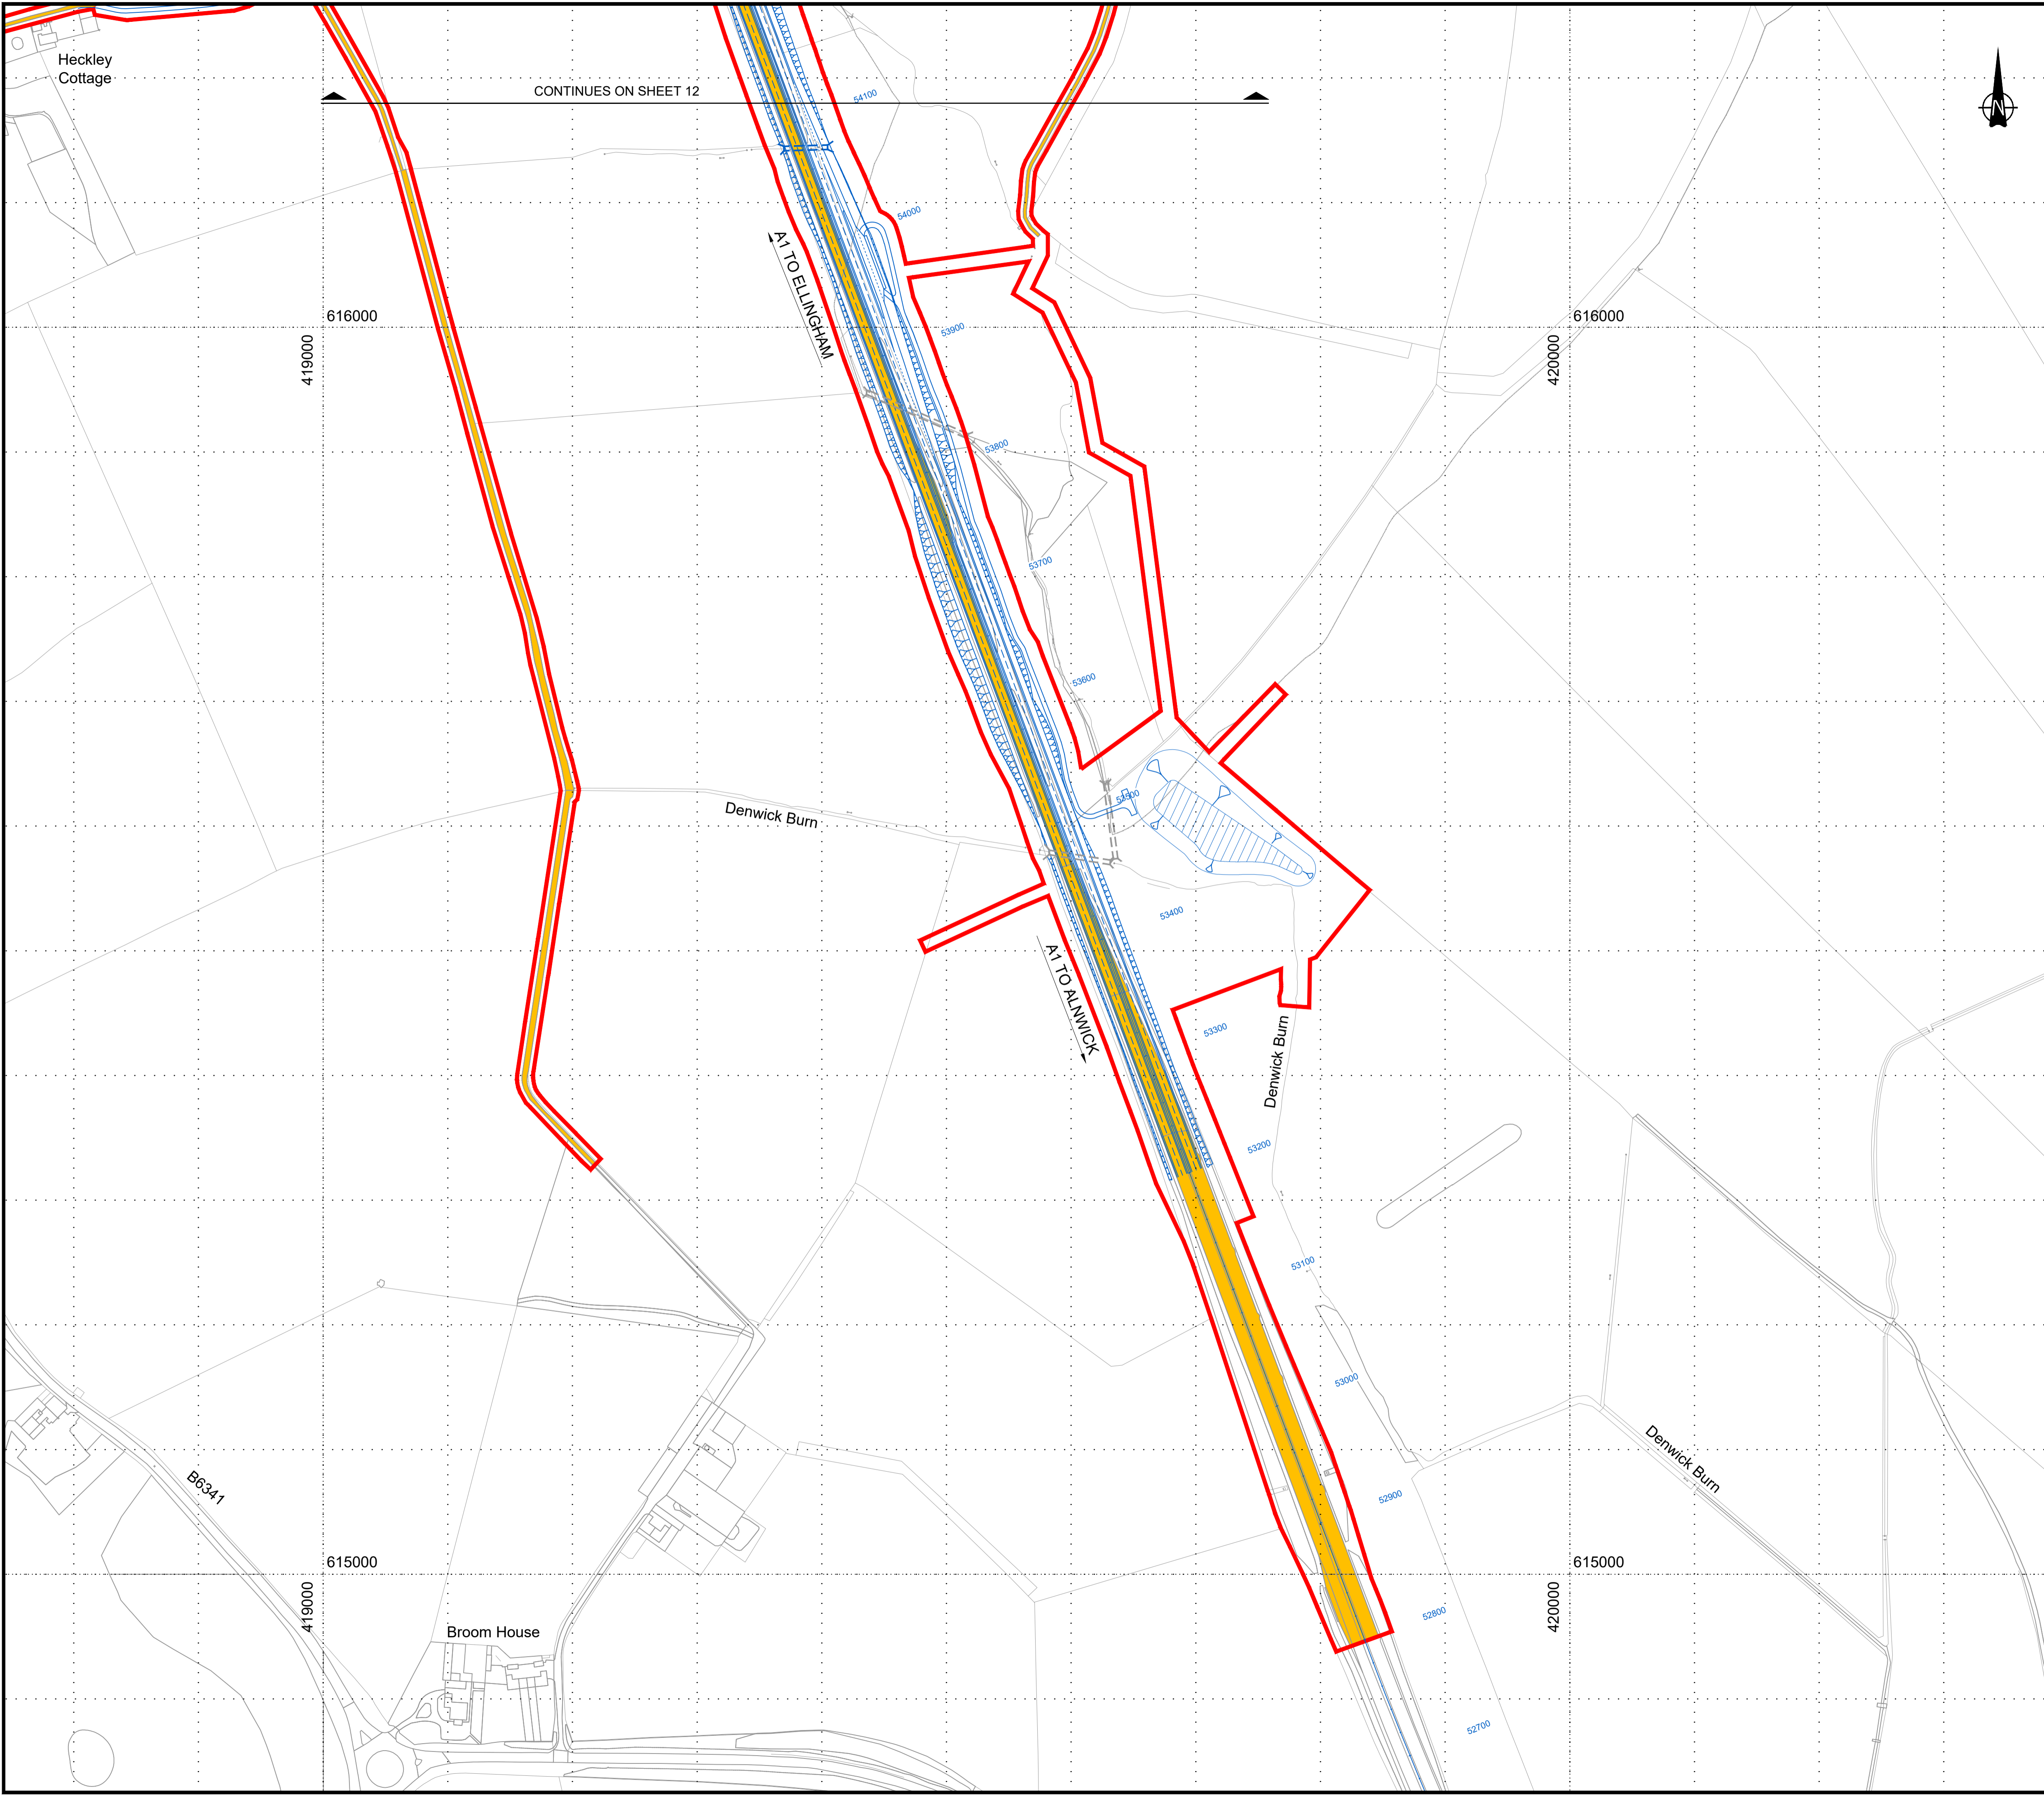 Heckley
Cottage
CONTINUES ON SHEET 12
N
54100
54000
A1 TO ELLINGHAM
616000
616000
419000
420000
53900
53800
53700
53600
53500
Denwick Burn
53400
A1 TO ALNWICK
53300
Denwick Burn
53200
53100
53000
52900
Denwick Burn
B6341
615000
615000
419000
420000
52800
Broom House
52700